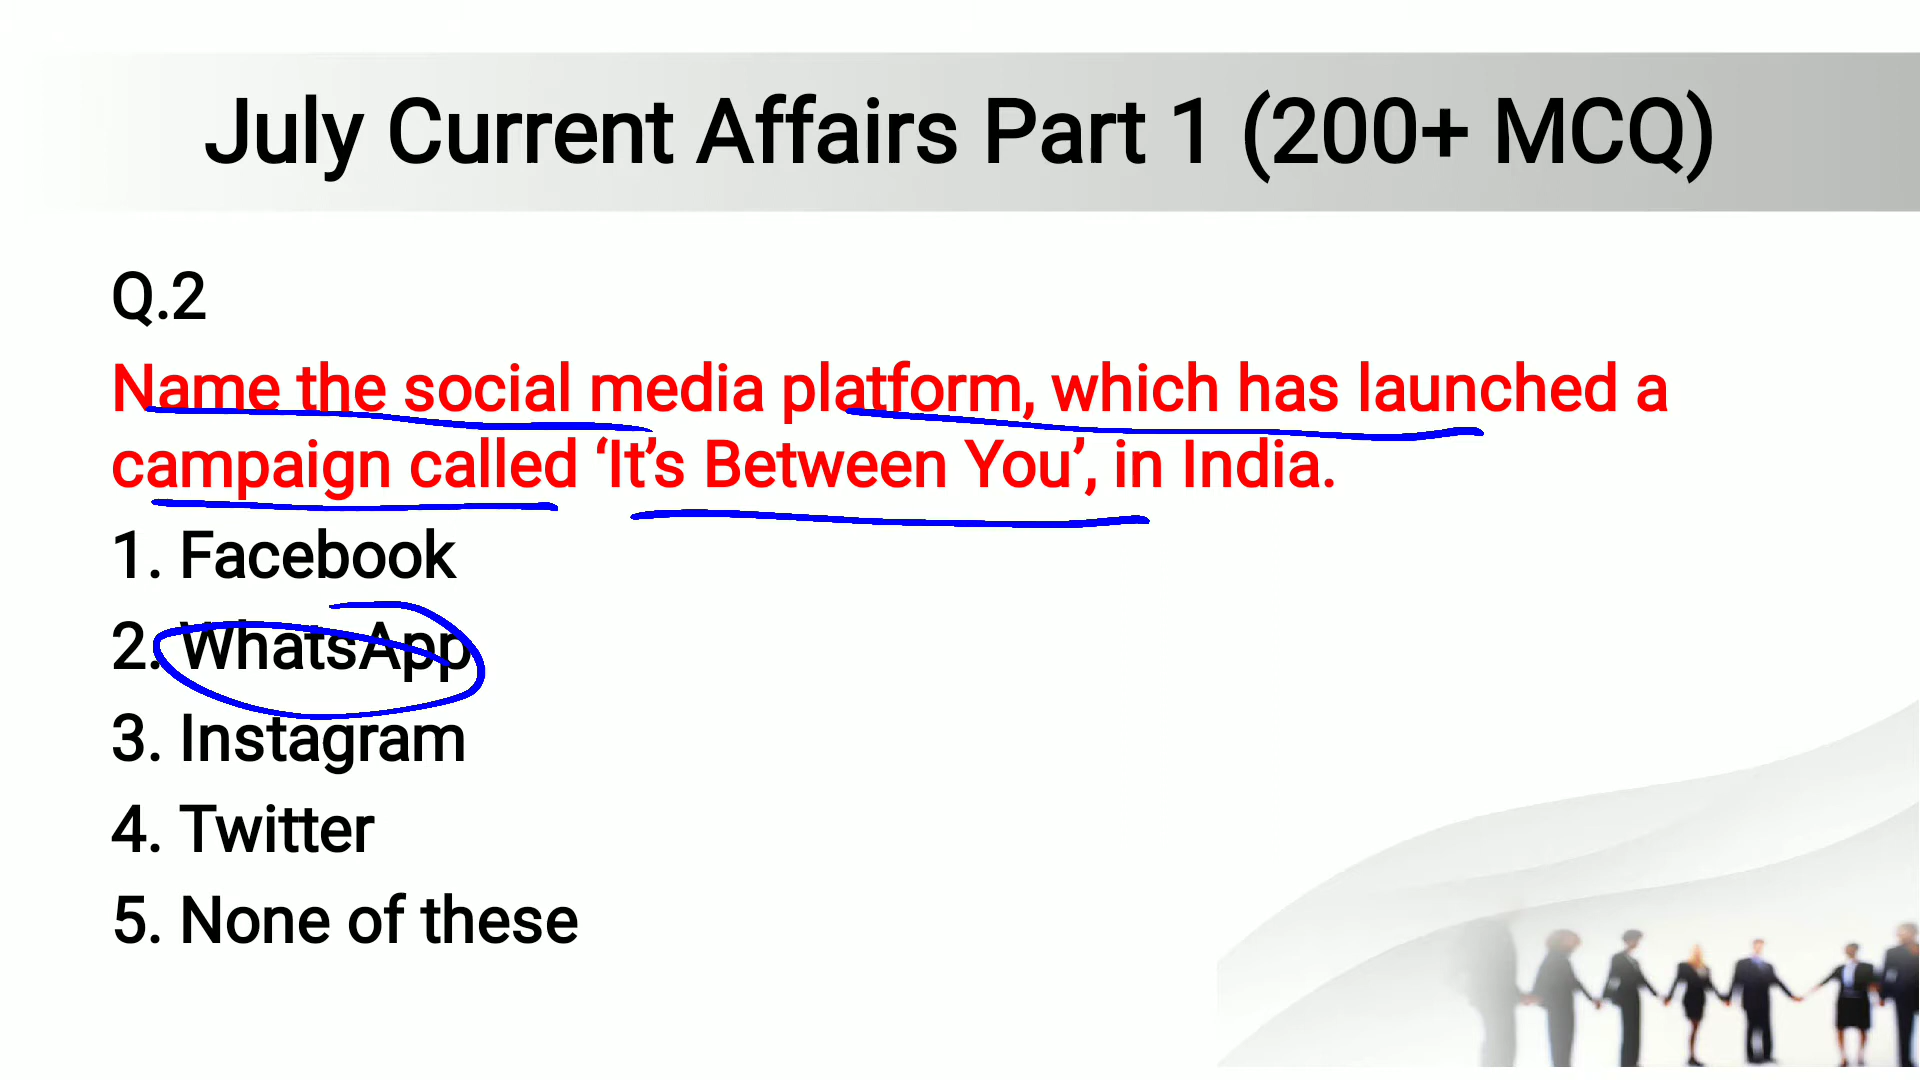 July Current Affairs Part 1 (200+ MCQ)
Q.2
Name the social media platform, which has launched a
campaign called ‘It’s Between You’, in India.
1. Facebook
2. WhatsApp
3. Instagram
4. Twitter
5. None of these